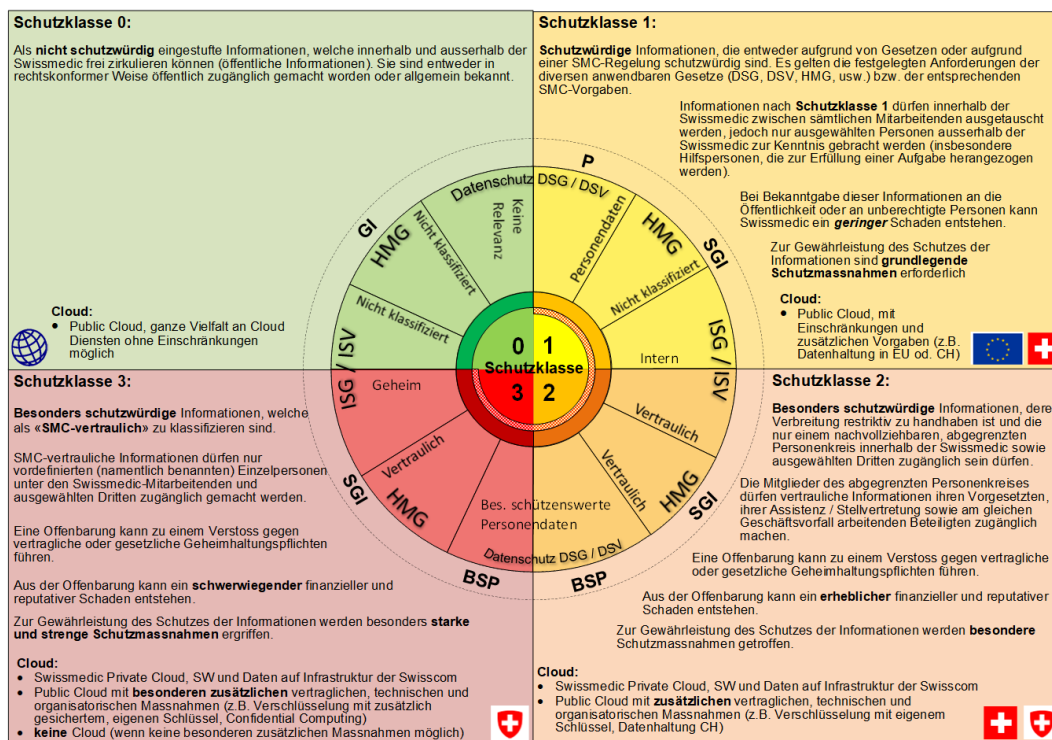 Schutzklasse 0:
Als nicht schutzwürdig eingestufte Informationen, welche innerhalb und ausserhalb der
Swissmedic frei zirkulieren können (öffentliche Informationen). Sie sind entweder in
rechtskonformer Weise öffentlich zugänglich gemacht worden oder allgemein bekannt.
Cloud:
• Public Cloud, ganze Vielfalt an Cloud
Diensten ohne Einschränkungen
möglich
Schutzklasse 1:
Schutzwürdige Informationen, die entweder aufgrund von Gesetzen oder aufgrund
einer SMC-Regelung schutzwürdig sind. Es gelten die festgelegten Anforderungen der
diversen anwendbaren Gesetze (DSG, DSV, HMG, usw.) bzw. der entsprechenden
SMC-Vorgaben.
Informationen nach Schutzklasse 1 dürfen innerhalb der
Swissmedic zwischen sämtlichen Mitarbeitenden ausgetauscht
werden, jedoch nur ausgewählten Personen ausserhalb der
Swissmedic zur Kenntnis gebracht werden (insbesondere
Hilfspersonen, die zur Erfüllung einer Aufgabe herangezogen
werden).
Bei Bekanntgabe dieser Informationen an die
Öffentlichkeit oder an unberechtigte Personen kann
Swissmedic ein geringer Schaden entstehen.
Zur Gewährleistung des Schutzes der
Informationen sind grundlegende
Schutzmassnahmen erforderlich
Cloud:
• Public Cloud, mit
Einschränkungen und
zusätzlichen Vorgaben (z.B.
Datenhaltung in EU od. CH)
GI
P
SGI
Datenschutz DSG / DSV
HMG
Nicht klassifiziert
Keine
Relevanz
Personendaten
HMG
Nicht klassifiziert
ISG / ISV
Nicht klassifiziert
Intern
ISG / ISV
0 1
Schutzklasse
3 2
Geheim
Vertraulich
HMG
Vertraulich
Vertraulich
HMG
Bes. schützenswerte
Personendaten
Datenschutz DSG / DSV
SGI
BSP
BSP
SGI
Schutzklasse 3:
Besonders schutzwürdige Informationen, welche
als «SMC-vertraulich» zu klassifizieren sind.
SMC-vertrauliche Informationen dürfen nur
vordefinierten (namentlich benannten) Einzelpersonen
unter den Swissmedic-Mitarbeitenden und
ausgewählten Dritten zugänglich gemacht werden.
Eine Offenbarung kann zu einem Verstoss gegen
vertragliche oder gesetzliche Geheimhaltungspflichten
führen.
Aus der Offenbarung kann ein schwerwiegender finanzieller und
reputativer Schaden entstehen.
Zur Gewährleistung des Schutzes der Informationen werden besonders starke
und strenge Schutzmassnahmen ergriffen.
Cloud:
• Swissmedic Private Cloud, SW und Daten auf Infrastruktur der Swisscom
• Public Cloud mit besonderen zusätzlichen vertraglichen, technischen und
organisatorischen Massnahmen (z.B. Verschlüsselung mit zusätzlich
gesichertem, eigenen Schlüssel, Confidential Computing)
• keine Cloud (wenn keine besonderen zusätzlichen Massnahmen möglich)
Schutzklasse 2:
Besonders schutzwürdige Informationen, dere
Verbreitung restriktiv zu handhaben ist und die
nur einem nachvollziehbaren, abgegrenzten
Personenkreis innerhalb der Swissmedic sowie
ausgewählten Dritten zugänglich sein dürfen.
Die Mitglieder des abgegrenzten Personenkreises
dürfen vertrauliche Informationen ihren Vorgesetzten,
ihrer Assistenz / Stellvertretung sowie am gleichen
Geschäftsvorfall arbeitenden Beteiligten zugänglich
machen.
Eine Offenbarung kann zu einem Verstoss gegen vertragliche
oder gesetzliche Geheimhaltungspflichten führen.
Aus der Offenbarung kann ein erheblicher finanzieller und reputativer
Schaden entstehen.
Zur Gewährleistung des Schutzes der Informationen werden besondere
Schutzmassnahmen getroffen.
Cloud:
• Swissmedic Private Cloud, SW und Daten auf Infrastruktur der Swisscom
• Public Cloud mit zusätzlichen vertraglichen, technischen und
organisatorischen Massnahmen (z.B. Verschlüsselung mit eigenem
Schlüssel, Datenhaltung CH)